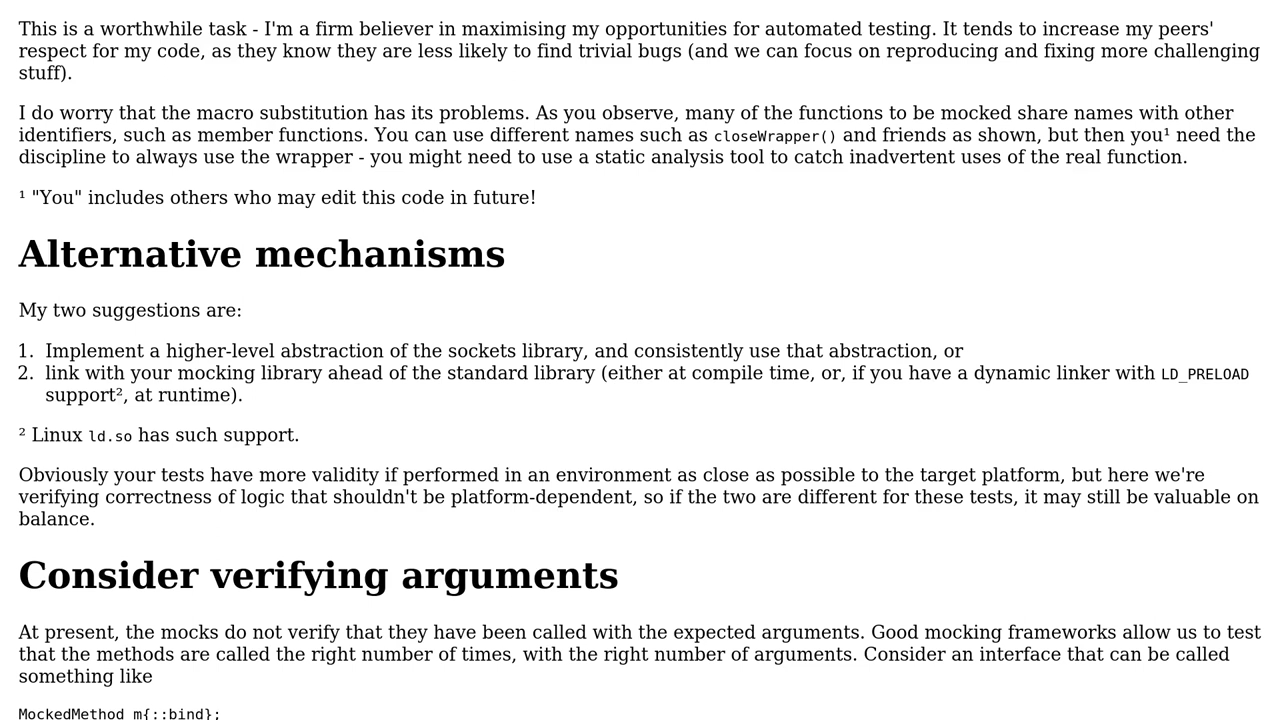 This is a worthwhile task - I'm a firm believer in maximising my opportunities for automated testing. It tends to increase my peers'
respect for my code, as they know they are less likely to find trivial bugs (and we can focus on reproducing and fixing more challenging
stuff).
I do worry that the macro substitution has its problems. As you observe, many of the functions to be mocked share names with other
identifiers, such as member functions. You can use different names such as closeWrapper() and friends as shown, but then you¹ need the
discipline to always use the wrapper - you might need to use a static analysis tool to catch inadvertent uses of the real function.
¹ "You" includes others who may edit this code in future!
Alternative mechanisms
My two suggestions are:
1. Implement a higher-level abstraction of the sockets library, and consistently use that abstraction, or
2. link with your mocking library ahead of the standard library (either at compile time, or, if you have a dynamic linker with LD_PRELOAD
support², at runtime).
² Linux ld.so has such support.
Obviously your tests have more validity if performed in an environment as close as possible to the target platform, but here we're
verifying correctness of logic that shouldn't be platform-dependent, so if the two are different for these tests, it may still be valuable on
balance.
Consider verifying arguments
At present, the mocks do not verify that they have been called with the expected arguments. Good mocking frameworks allow us to test
that the methods are called the right number of times, with the right number of arguments. Consider an interface that can be called
something like
MockedMethod m{::bind};